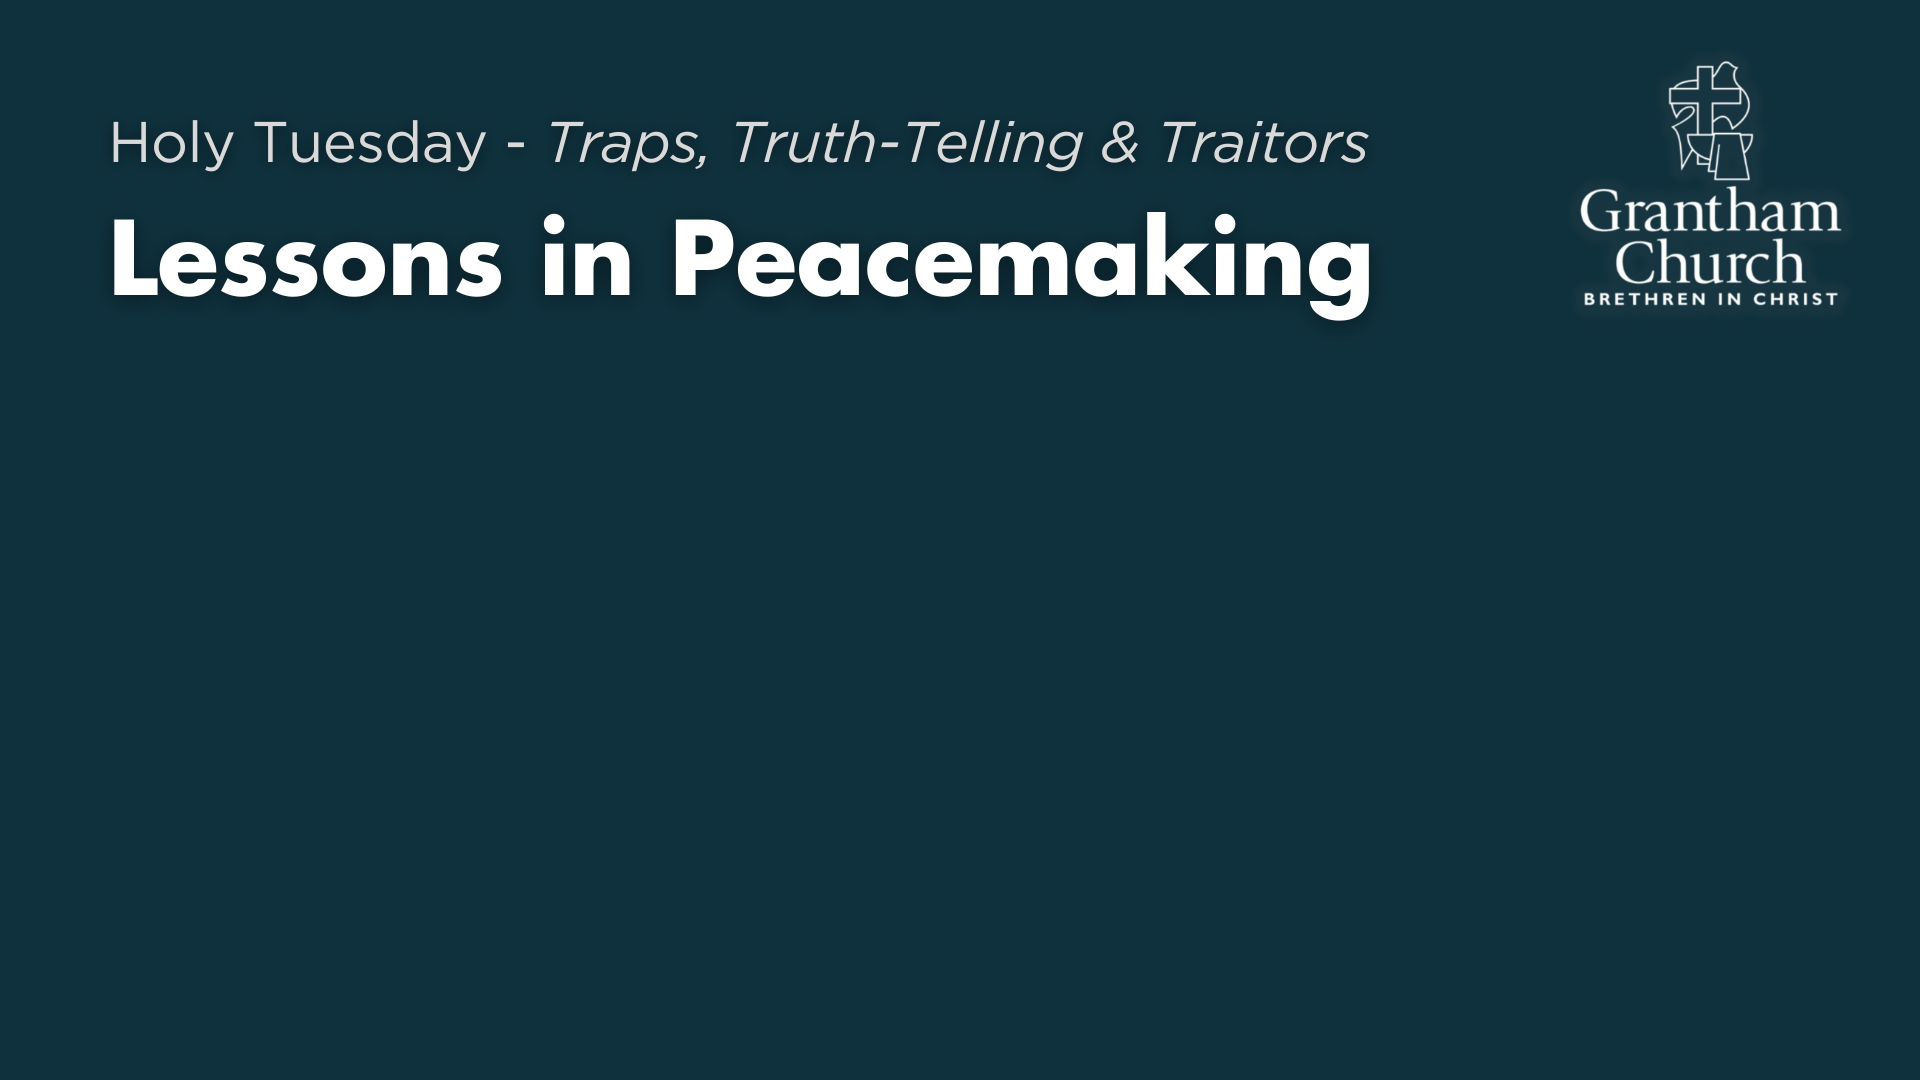 Holy Tuesday - Traps, Truth-Telling & Traitors
Lessons in Peacemaking
Grantham
Church
BRETHREN IN CHRIST